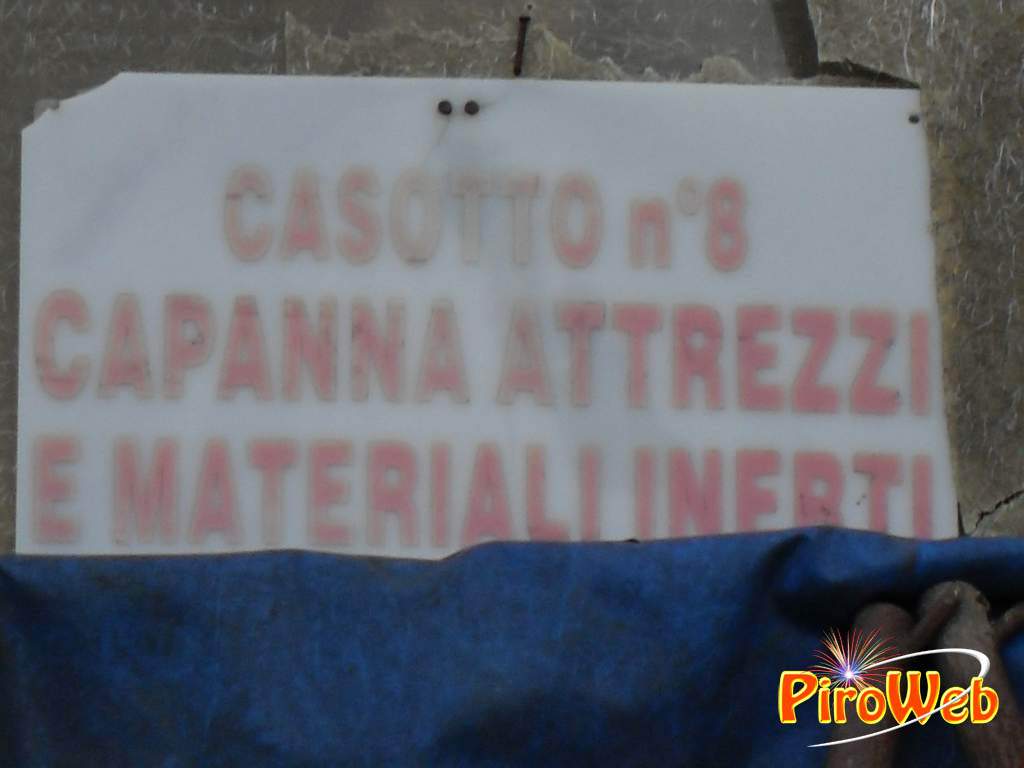 CASOTTO n°8
CAPANNA ATTREZZI
E MATERIALI INERTI
PiroWeb